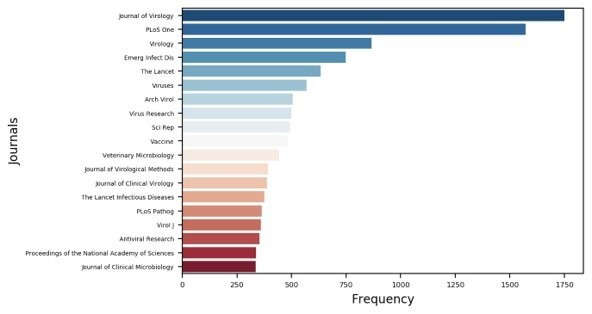 Journal of Virology
PLoS One
Virology
Emerg Infect Dis
The Lancet
Viruses
Arch Virol
Virus Research
Sci Rep
Vaccine
Veterinary Microbiology
Journal of Virological Methods
Journal of Clinical Virology
The Lancet Infectious Diseases
PLoS Pathog
Virol J
Antiviral Research
Proceedings of the National Academy of Sciences
Journal of Clinical Microbiology
Journals
0 250 500 750 1000 1250 1500 1750
Frequency